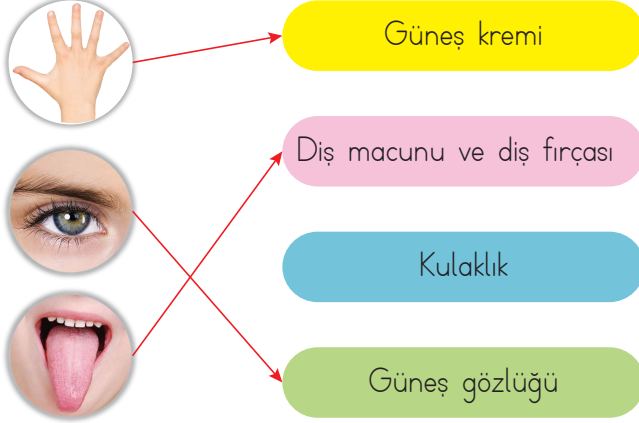 Güneş kremi
Diş macunu ve diş fırçası
Kulaklık
Güneş gözlüğü